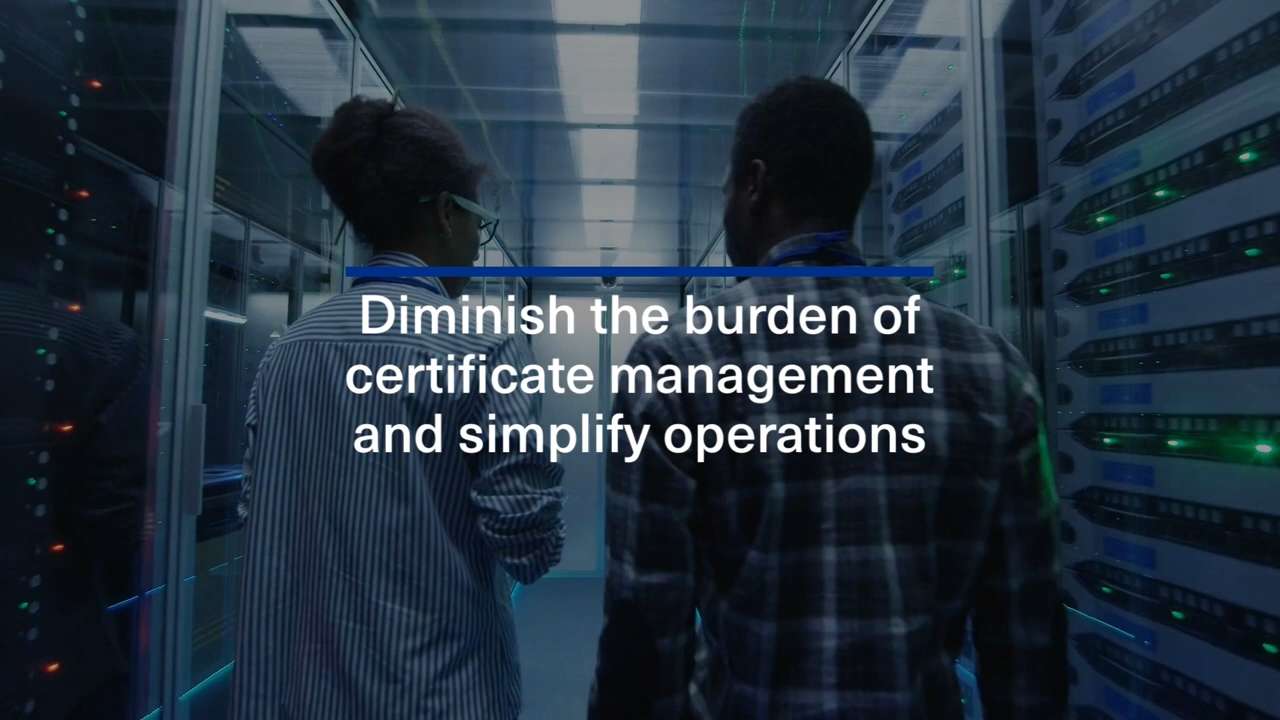 Diminish the burden of
certificate management
and simplify operations